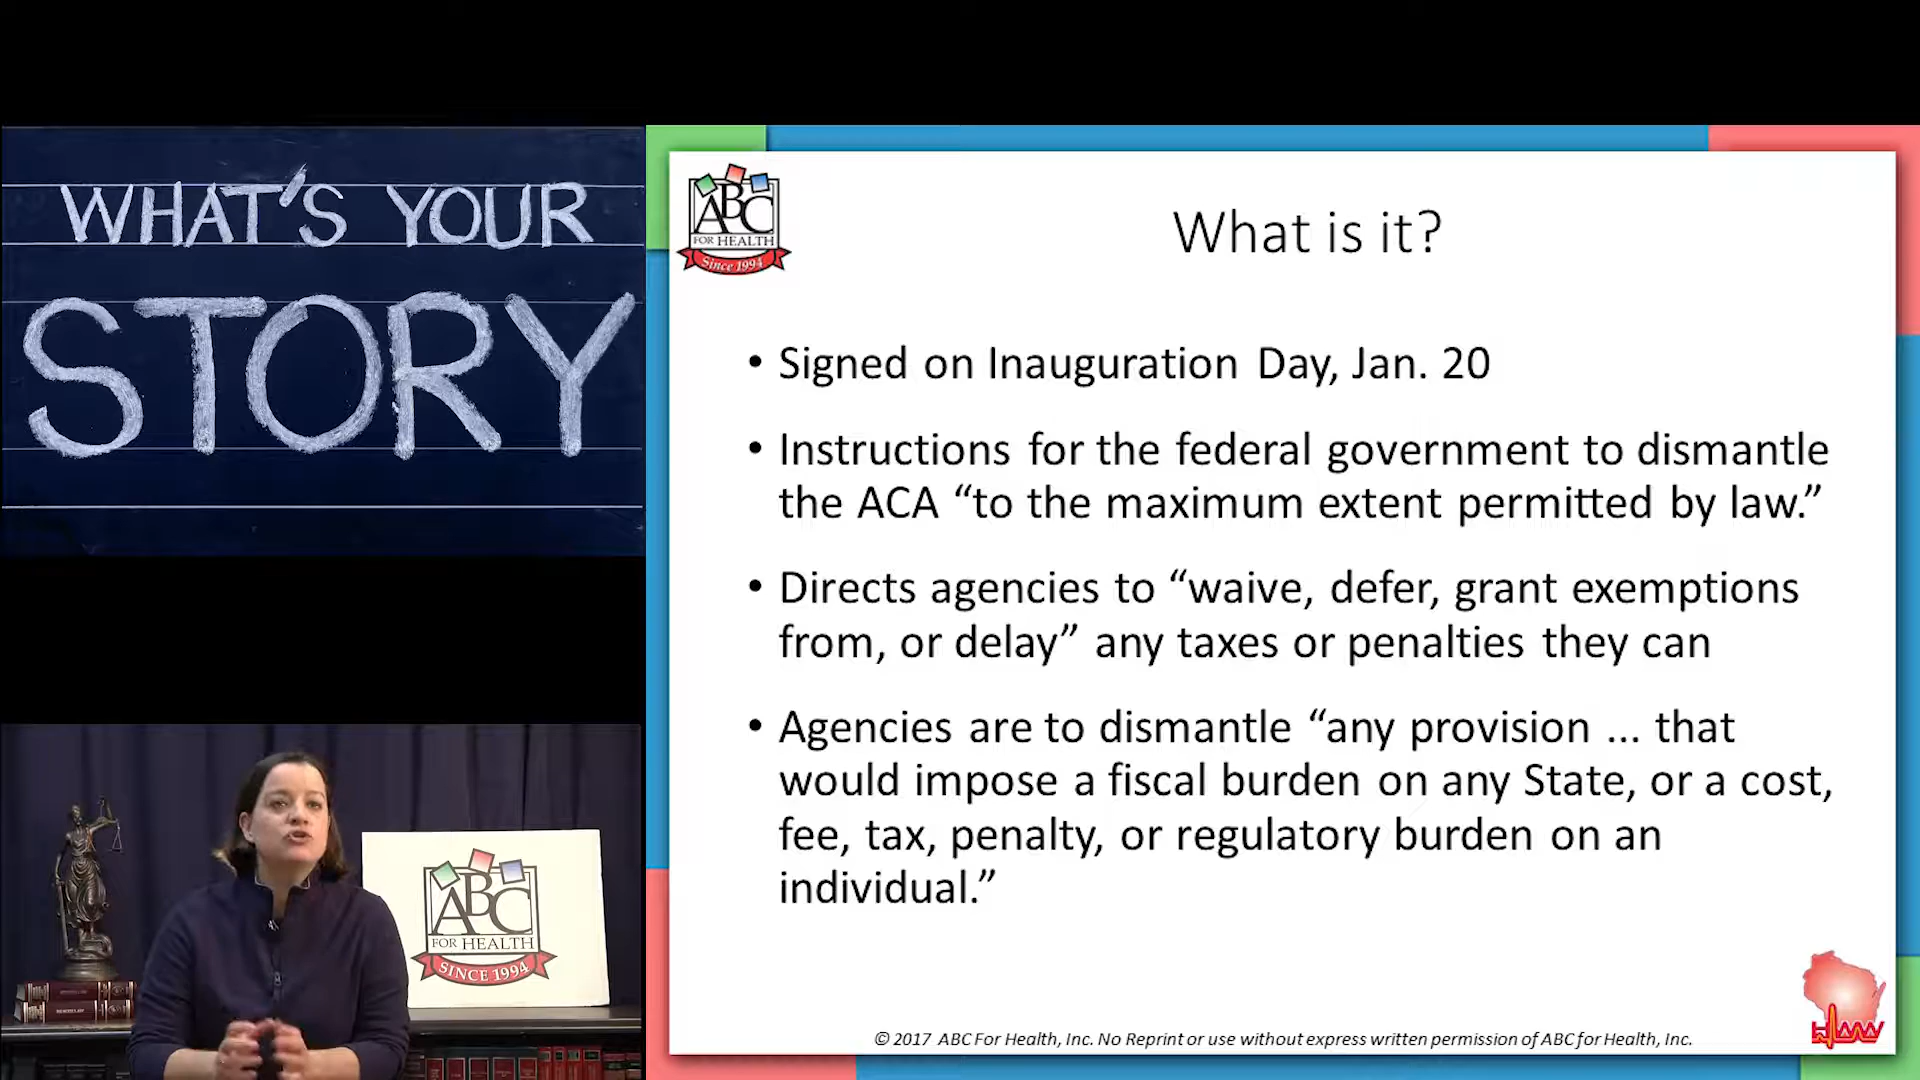 WHAT'S YOUR
STORY
ABC
FOR HEALTH
SINCE 1994
ABC
FOR HEALTH
Since 1994
What is it?
• Signed on Inauguration Day, Jan. 20
• Instructions for the federal government to dismantle
the ACA “to the maximum extent permitted by law.”
• Directs agencies to “waive, defer, grant exemptions
from, or delay” any taxes or penalties they can
• Agencies are to dismantle “any provision ... that
would impose a fiscal burden on any State, or a cost,
fee, tax, penalty, or regulatory burden on an
individual.”
© 2017 ABC For Health, Inc. No Reprint or use without express written permission of ABC for Health, Inc.